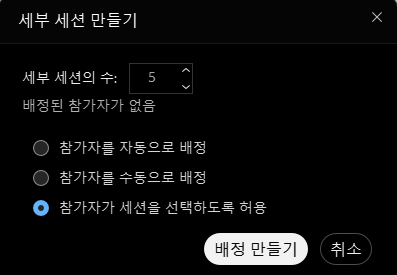 세부 세션 만들기
세부 세션의 수: 5
배정된 참가자가 없음
참가자를 자동으로 배정
참가자를 수동으로 배정
참가자가 세션을 선택하도록 허용
배정 만들기 취소